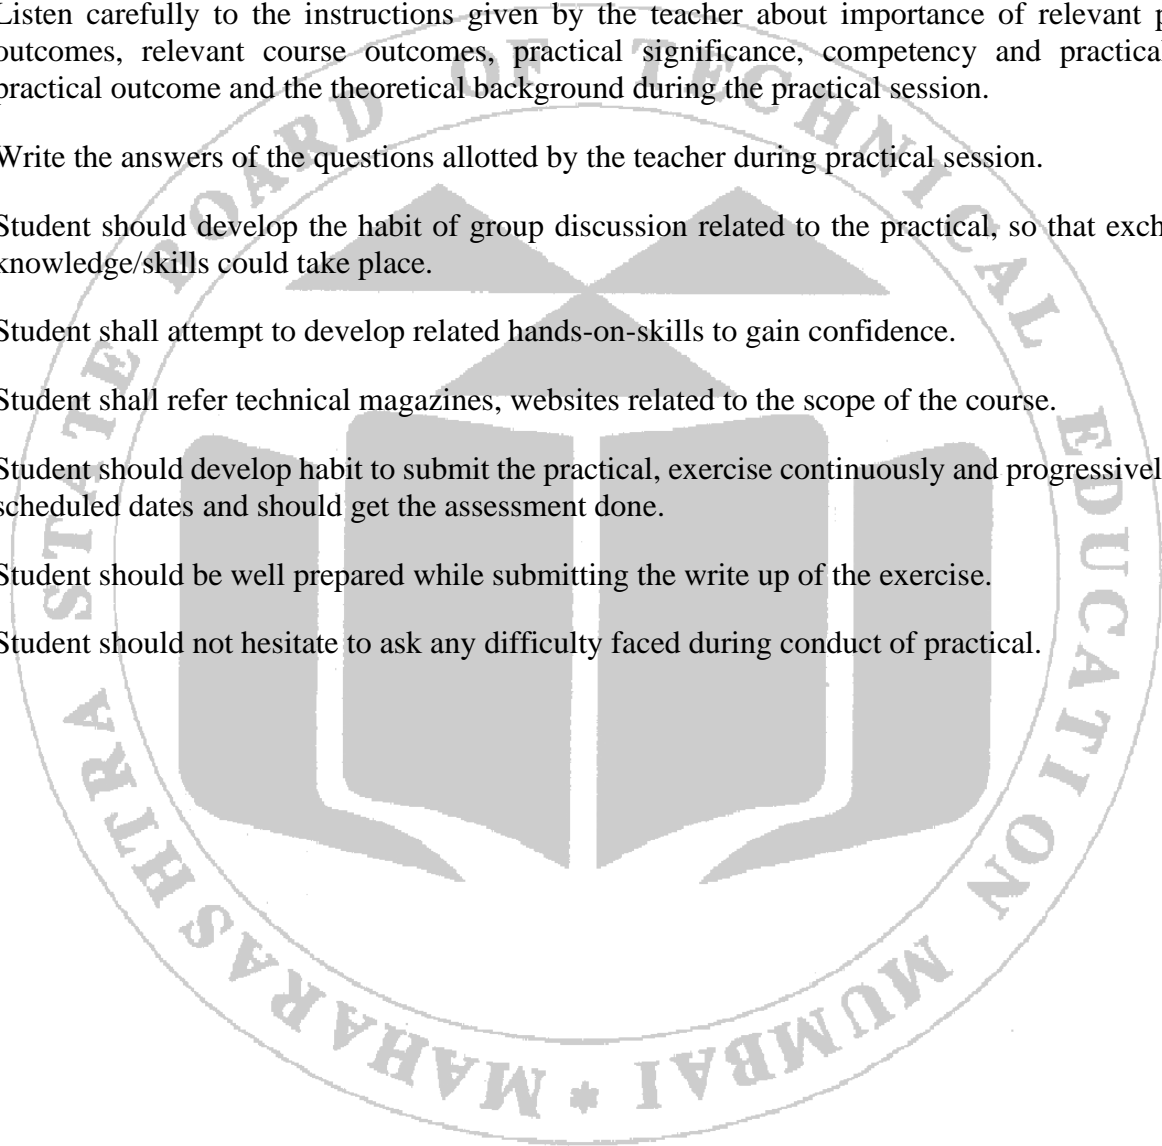 Listen carefully to the instructions given by the teacher about importance of relevant p
outcomes, relevant course outcomes, practical significance, competency and practical
practical outcome and the theoretical background during the practical session.
Write the answers of the questions allotted by the teacher during practical session.
Student should develop the habit of group discussion related to the practical, so that exch
knowledge/skills could take place.
Student shall attempt to develop related hands-on-skills to gain confidence.
Student shall refer technical magazines, websites related to the scope of the course.
Student should develop habit to submit the practical, exercise continuously and progressivel
scheduled dates and should get the assessment done.
Student should be well prepared while submitting the write up of the exercise.
Student should not hesitate to ask any difficulty faced during conduct of practical.
MAHARASHTRA STATE BOARD OF TECHNICAL EDUCATION MUMBAI *